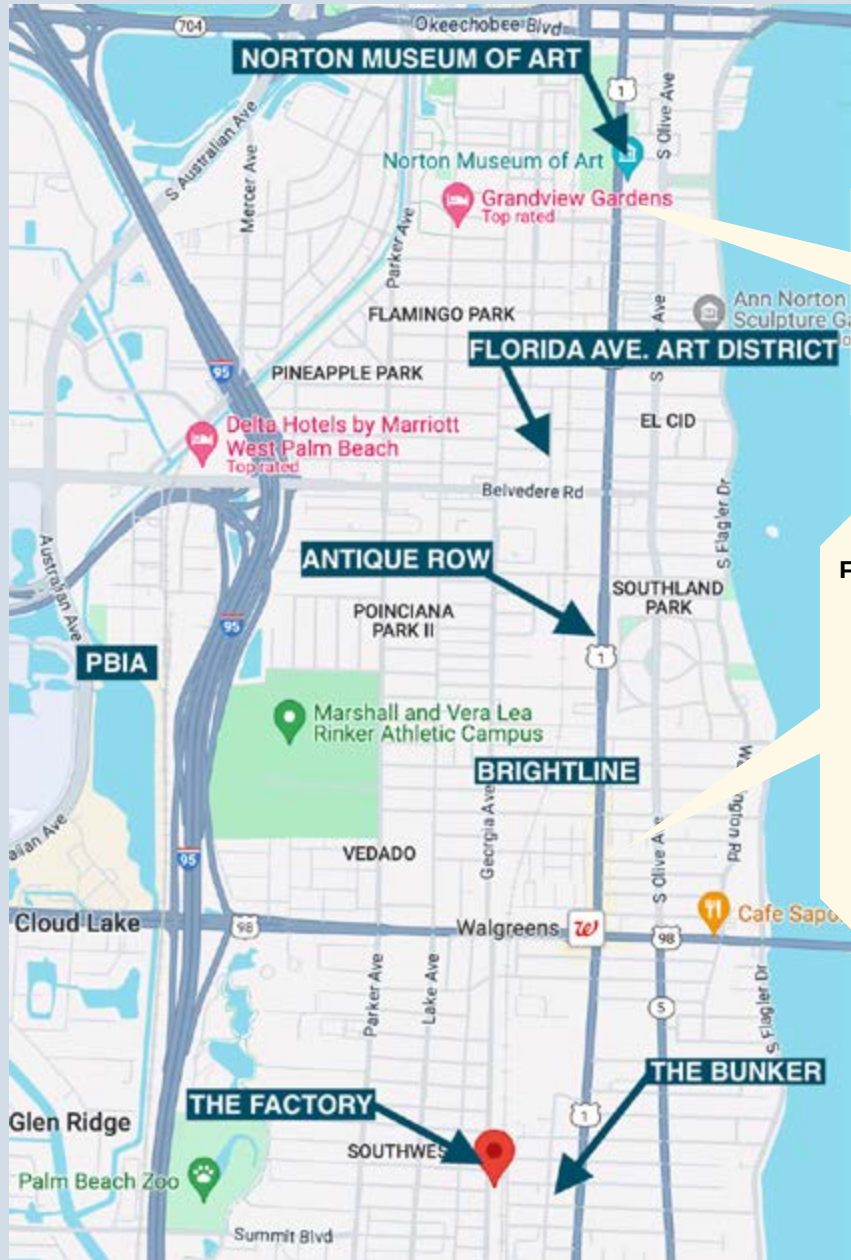 704
Okeechobee Blvd
NORTON MUSEUM OF ART
1
S Australian Ave
Mercer Ave
S Olive Ave
Norton Museum of Art
Grandview Gardens
Top rated
Parker Ave
Ave
Ann Norton
Sculpture
FLAMINGO PARK
FLORIDA AVE. ART DISTRICT
95
PINEAPPLE PARK
EL CID
Delta Hotels by Marriott
West Palm Beach
Top rated
Belvedere Rd
S Flagler Dr
Australian Ave
ANTIQUE ROW
SOUTHLAND
PARK
POINCIANA
PARK II
95
1
PBIA
Marshall and Vera Lea
Rinker Athletic Campus
BRIGHTLINE
Georgia Ave
S Olive Ave
VEDADO
95
Cloud Lake
98
Walgreens
98
Cafe
Parker Ave
Lake Ave
5
S Flagler Dr
THE BUNKER
THE FACTORY
1
Glen Ridge
Palm Beach Zoo
Summit Blvd